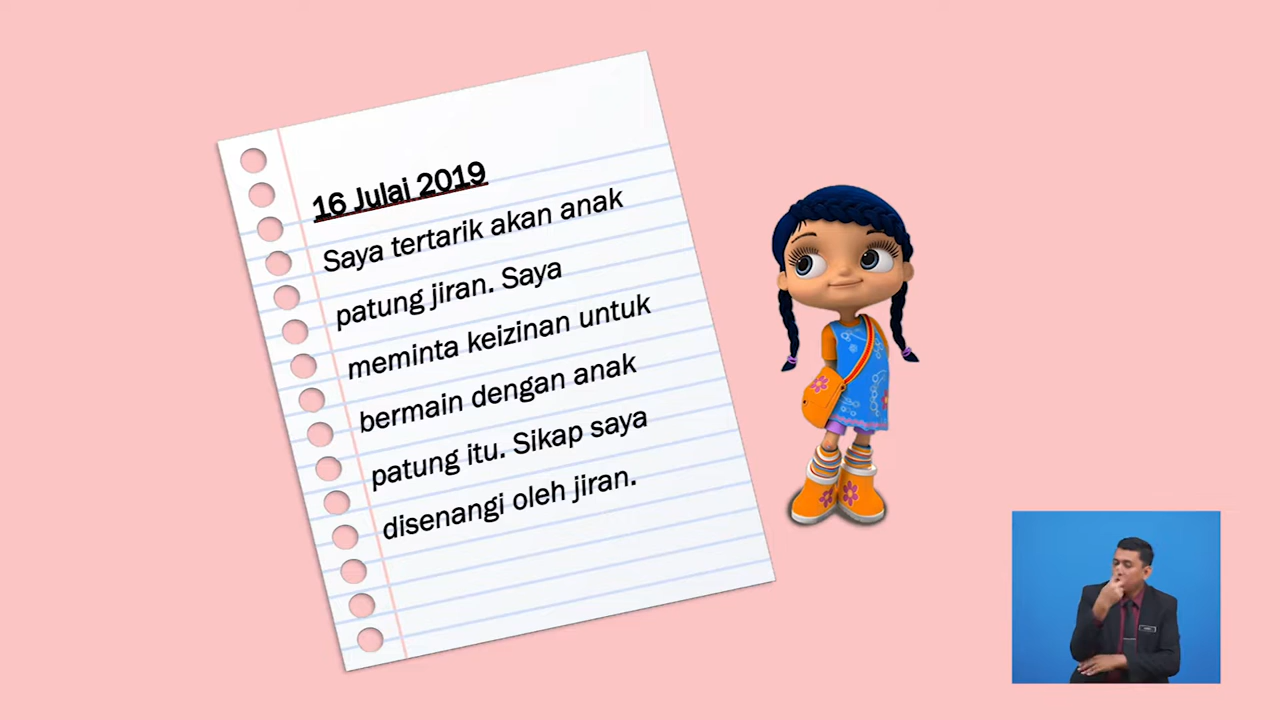 16 Julai 2019
Saya tertarik akan anak
patung jiran. Saya
meminta keizinan untuk
bermain dengan anak
patung itu. Sikap saya
disenangi oleh jiran.